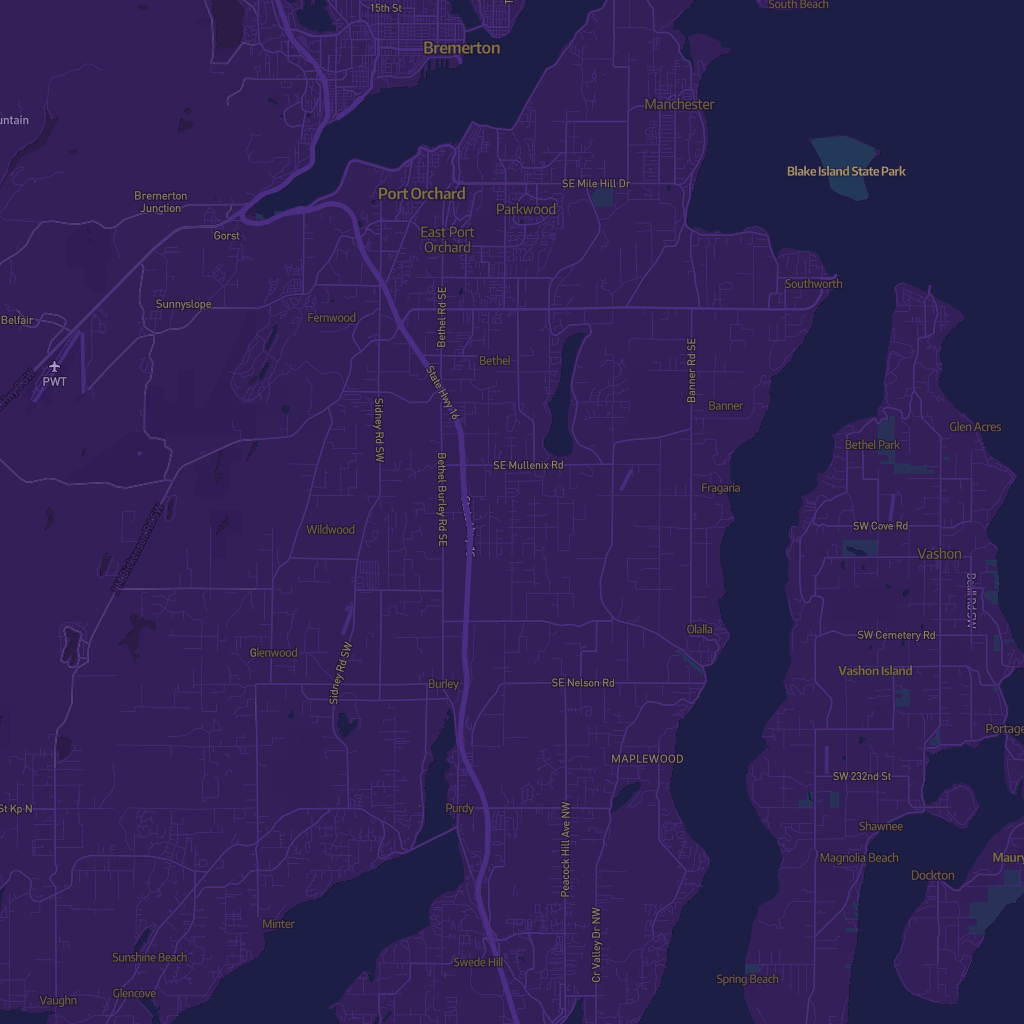 South Beach
15th St
Bremerton
Manchester
untain
Blake Island State Park
SE Mile Hill Dr
Port Orchard
Bremerton
Junction
Parkwood
East Port
Orchard
Gorst
Southworth
Sunnyslope
Bethel Rd SE
Fernwood
Belfair
Bethel
Banner Rd SE
PWT
State Hwy 16
Banner
Sidney Rd SW
Glen Acres
Bethel Park
SE Mullenix Rd
Bethel Burley Rd SE
Fragaria
SW Cove Rd
Wildwood
Vashon
Olalla
SW Cemetery Rd
Glenwood
Sidney Rd SW
Vashon Island
Burley
SE Nelson Rd
Portage
MAPLEWOOD
SW 232nd St
St Kp N
Purdy
Peacock Hill Ave NW
Shawnee
Magnolia Beach
Maury
Dockton
Minter
Cr Valley Dr NW
Sunshine Beach
Swede Hill
Spring Beach
Glencove
Vaughn